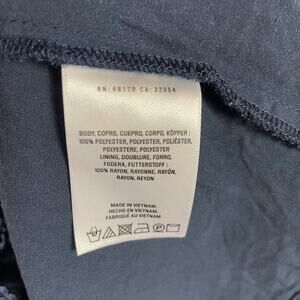 RN: 66170 CA: 32054
BODY, COPRS, CUEPRO, CORPO, KÖPPER :
100% POLYESTER, POLYESTER, POLIÉSTER,
POLYESTERE, POLYESTER
LINING, DOUBLURE, FORRO,
FODERA, FUTTERSTOFF :
100% RAYON, RAYONNE, RAYÓN,
RAYON, REYON
MADE IN VIETNAM,
HECHO EN VIETNAM,
FABRIQUÉ AU VIETNAM